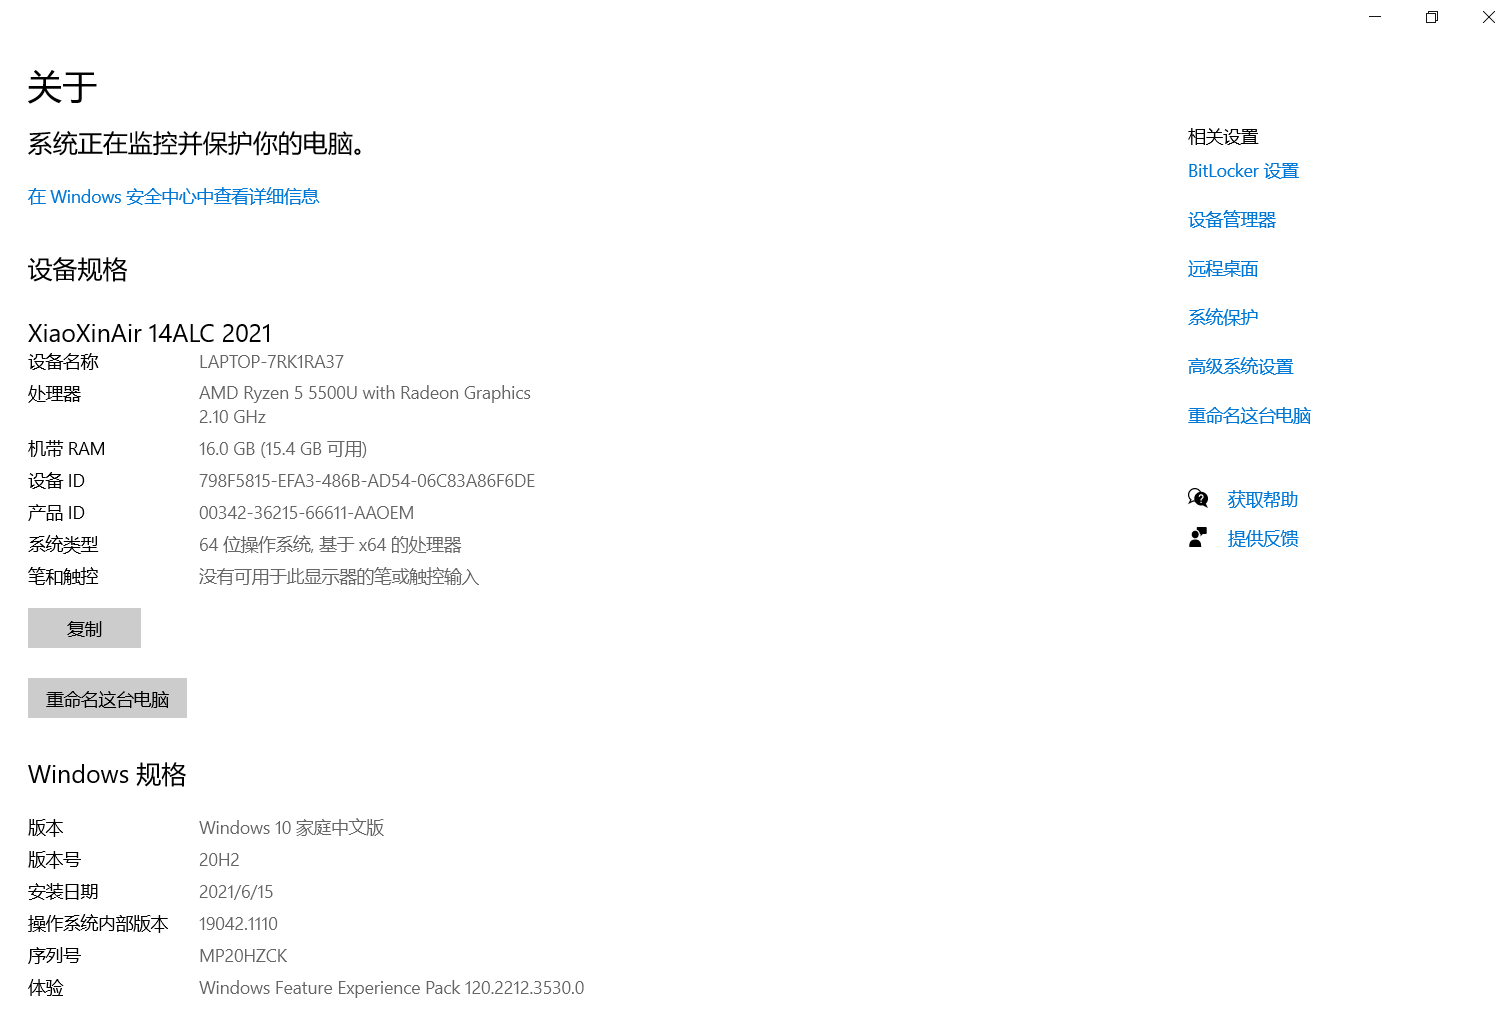 关于
系统正在监控并保护你的电脑。
在 Windows 安全中心中查看详细信息
设备规格
XiaoXinAir 14ALC 2021
设备名称 LAPTOP-7RK1RA37
处理器 AMD Ryzen 5 5500U with Radeon Graphics
2.10 GHz
机带 RAM 16.0 GB (15.4 GB 可用)
设备 ID 798F5815-EFA3-486B-AD54-06C83A86F6DE
产品 ID 00342-36215-66611-AAOEM
系统类型 64 位操作系统, 基于 x64 的处理器
笔和触控 没有可用于此显示器的笔或触控输入
复制
重命名这台电脑
Windows 规格
版本 Windows 10 家庭中文版
版本号 20H2
安装日期 2021/6/15
操作系统内部版本 19042.1110
序列号 MP20HZCK
体验 Windows Feature Experience Pack 120.2212.3530.0
相关设置
BitLocker 设置
设备管理器
远程桌面
系统保护
高级系统设置
重命名这台电脑
获取帮助
提供反馈